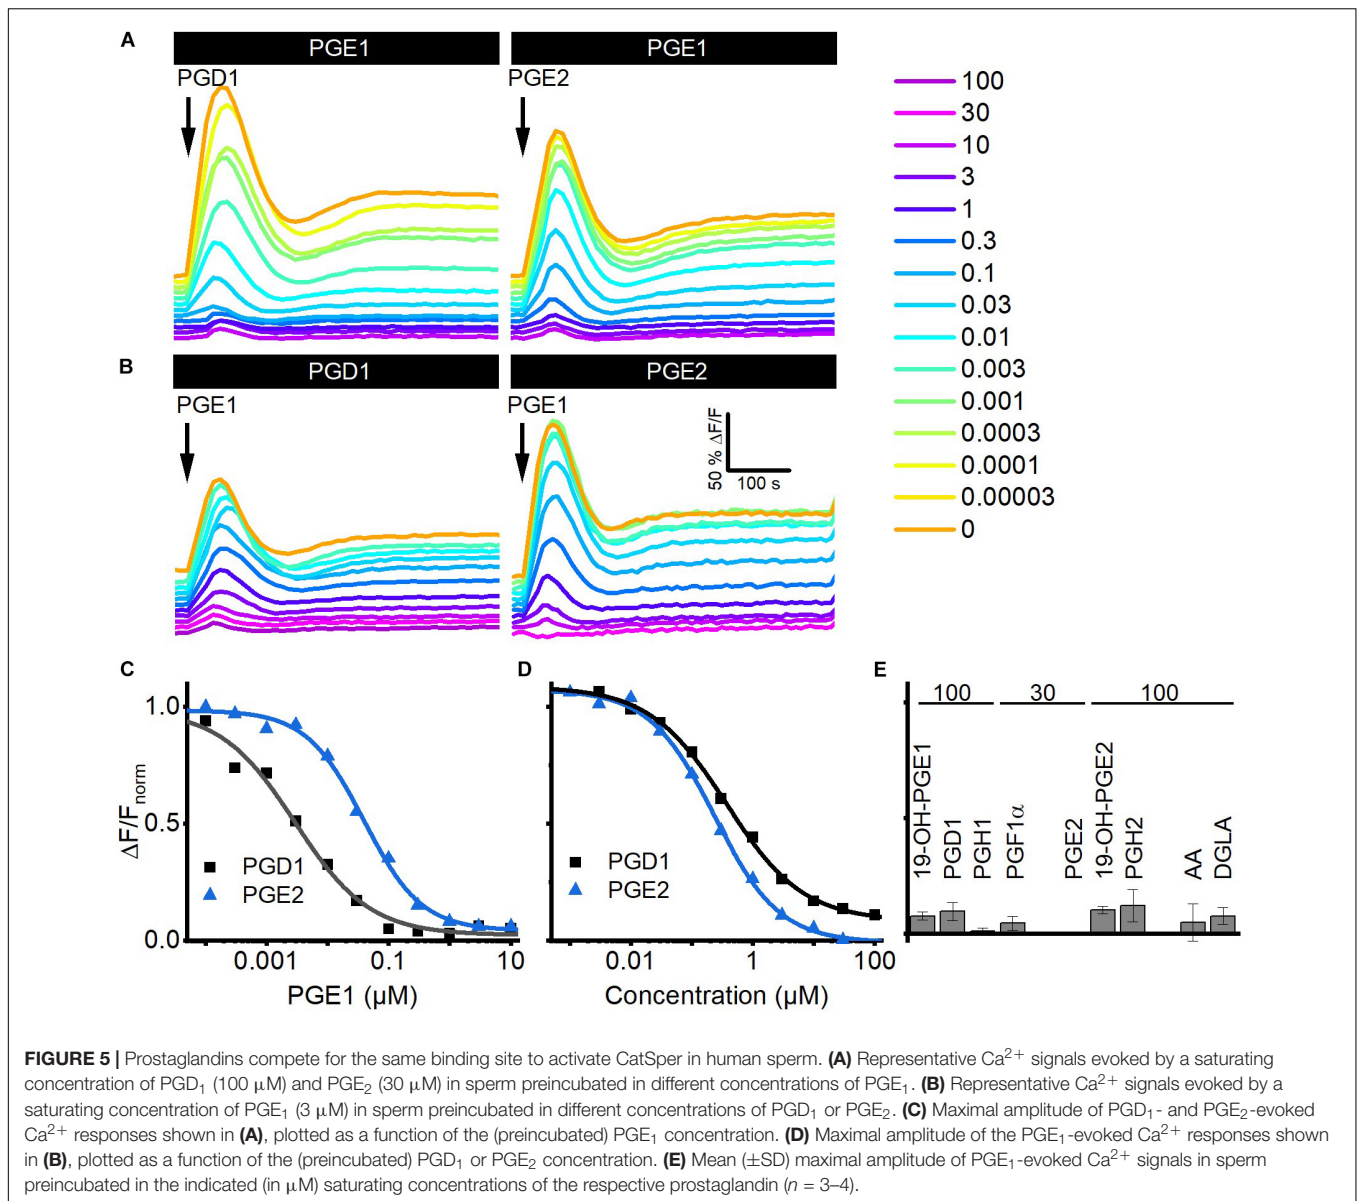 A
PGE1
PGE1
PGD1
PGE2
100
30
10
3
1
0.3
0.1
0.03
0.01
0.003
0.001
0.0003
0.0001
0.00003
0
B
PGD1
PGE2
PGE1
PGE1
50 % ΔF/F
100 s
C
ΔF/Fnorm
1.0
0.5
0.0
PGD1
PGE2
0.001
0.1
10
PGE1 (µM)
D
PGD1
PGE2
0.01
1
100
Concentration (µM)
E
100
30
100
19-OH-PGE1
PGD1
PGH1
PGF1α
PGE2
19-OH-PGE2
PGH2
AA
DGLA
FIGURE 5 | Prostaglandins compete for the same binding site to activate CatSper in human sperm. (A) Representative Ca2+ signals evoked by a saturating
concentration of PGD1 (100 µM) and PGE2 (30 µM) in sperm preincubated in different concentrations of PGE1. (B) Representative Ca2+ signals evoked by a
saturating concentration of PGE1 (3 µM) in sperm preincubated in different concentrations of PGD1 or PGE2. (C) Maximal amplitude of PGD1- and PGE2-evoked
Ca2+ responses shown in (A), plotted as a function of the (preincubated) PGE1 concentration. (D) Maximal amplitude of the PGE1-evoked Ca2+ responses shown
in (B), plotted as a function of the (preincubated) PGD1 or PGE2 concentration. (E) Mean (±SD) maximal amplitude of PGE1-evoked Ca2+ signals in sperm
preincubated in the indicated (in µM) saturating concentrations of the respective prostaglandin (n = 3–4).